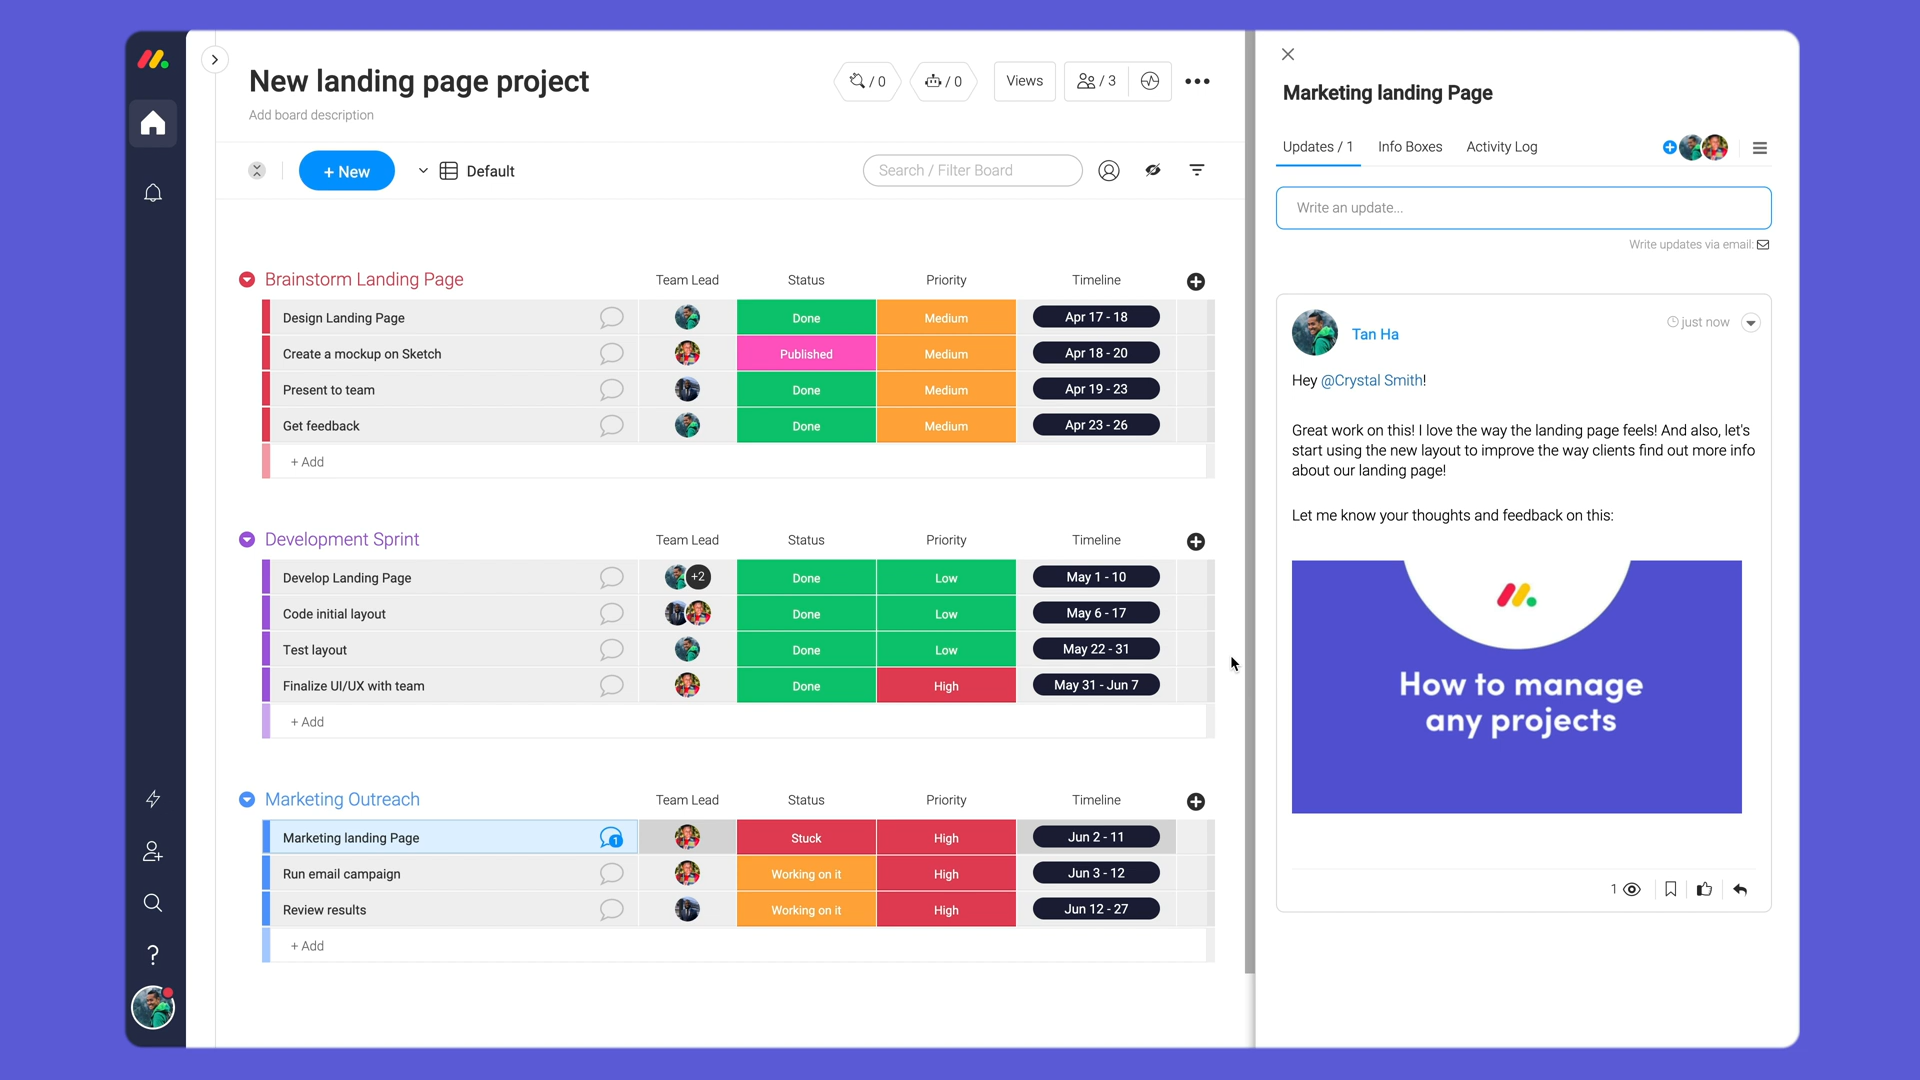 New landing page project
Add board description
/ 0
/ 0
Views
/ 3
+ New
Default
Search / Filter Board
Brainstorm Landing Page Team Lead Status Priority Timeline
Design Landing Page Done Medium Apr 17 - 18
Create a mockup on Sketch Published Medium Apr 18 - 20
Present to team Done Medium Apr 19 - 23
Get feedback Done Medium Apr 23 - 26
+ Add
Development Sprint Team Lead Status Priority Timeline
Develop Landing Page +2 Done Low May 1 - 10
Code initial layout Done Low May 6 - 17
Test layout Done Low May 22 - 31
Finalize UI/UX with team Done High May 31 - Jun 7
+ Add
Marketing Outreach Team Lead Status Priority Timeline
Marketing landing Page 1 Stuck High Jun 2 - 11
Run email campaign Working on it High Jun 3 - 12
Review results Working on it High Jun 12 - 27
+ Add
Marketing landing Page
Updates / 1 Info Boxes Activity Log
Write an update...
Write updates via email:
Tan Ha just now
Hey @Crystal Smith!
Great work on this! I love the way the landing page feels! And also, let's
start using the new layout to improve the way clients find out more info
about our landing page!
Let me know your thoughts and feedback on this:
How to manage
any projects
1